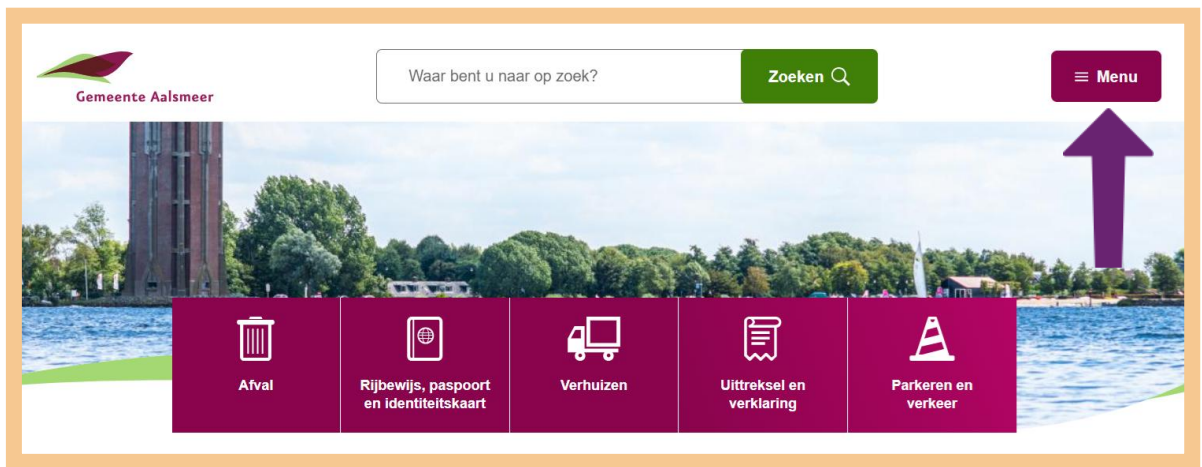 Gemeente Aalsmeer
Waar bent u naar op zoek?
Zoeken
Menu
Afval
Rijbewijs, paspoort
en identiteitskaart
Verhuizen
Uittreksel en
verklaring
Parkeren en
verkeer